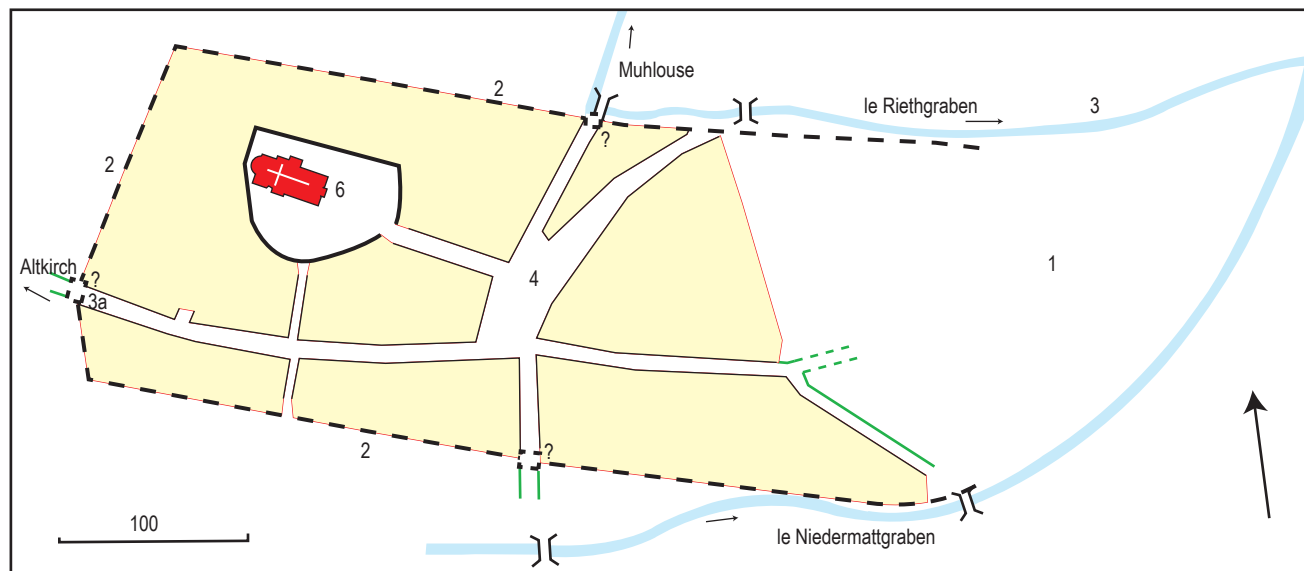 Muhlouse
2
le Riethgraben
3
?
2
6
1
Altkirch
?
4
3a
?
2
100
le Niedermattgraben